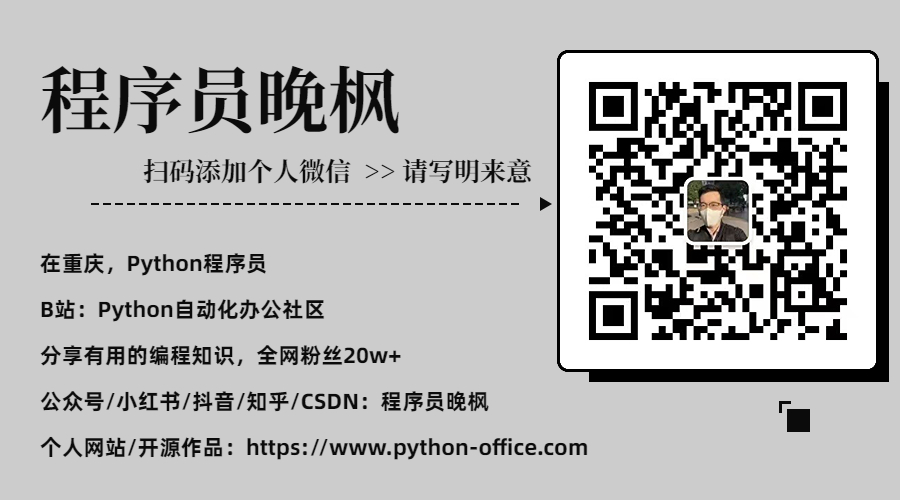 程序员晚枫
扫码添加个人微信 >> 请写明来意
在重庆，Python程序员
B站：Python自动化办公社区
分享有用的编程知识，全网粉丝20w+
公众号/小红书/抖音/知乎/CSDN：程序员晚枫
个人网站/开源作品：https://www.python-office.com